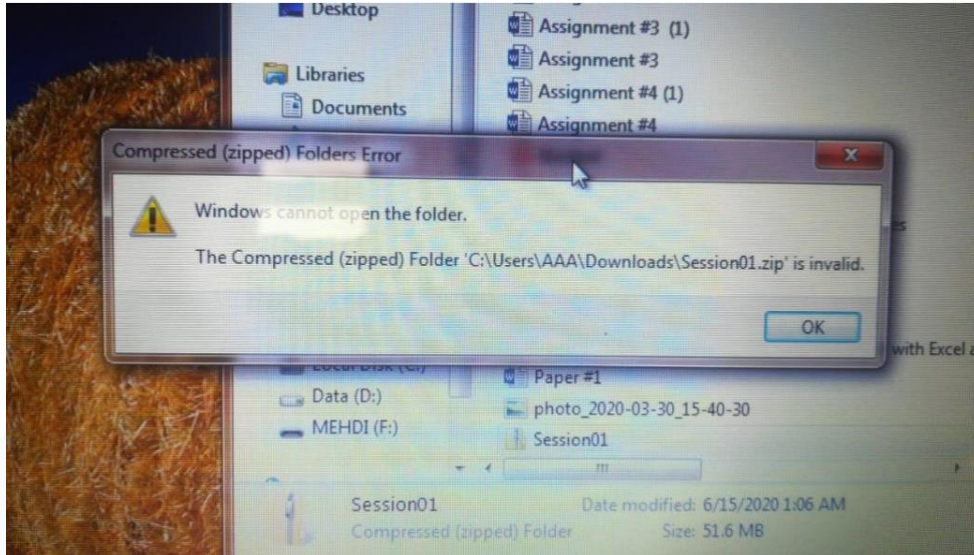 Desktop
Libraries
Documents
Assignment #3 (1)
Assignment #3
Assignment #4 (1)
Assignment #4
Compressed (zipped) Folders Error
Windows cannot open the folder.
The Compressed (zipped) Folder 'C:\Users\AAA\Downloads\Session01.zip' is invalid.
OK
with Excel
Local Disk (C:)
Data (D:)
MEHDI (F:)
Paper #1
photo_2020-03-30_15-40-30
Session01
Session01
Date modified: 6/15/2020 1:06 AM
Compressed (zipped) Folder
Size: 51.6 MB